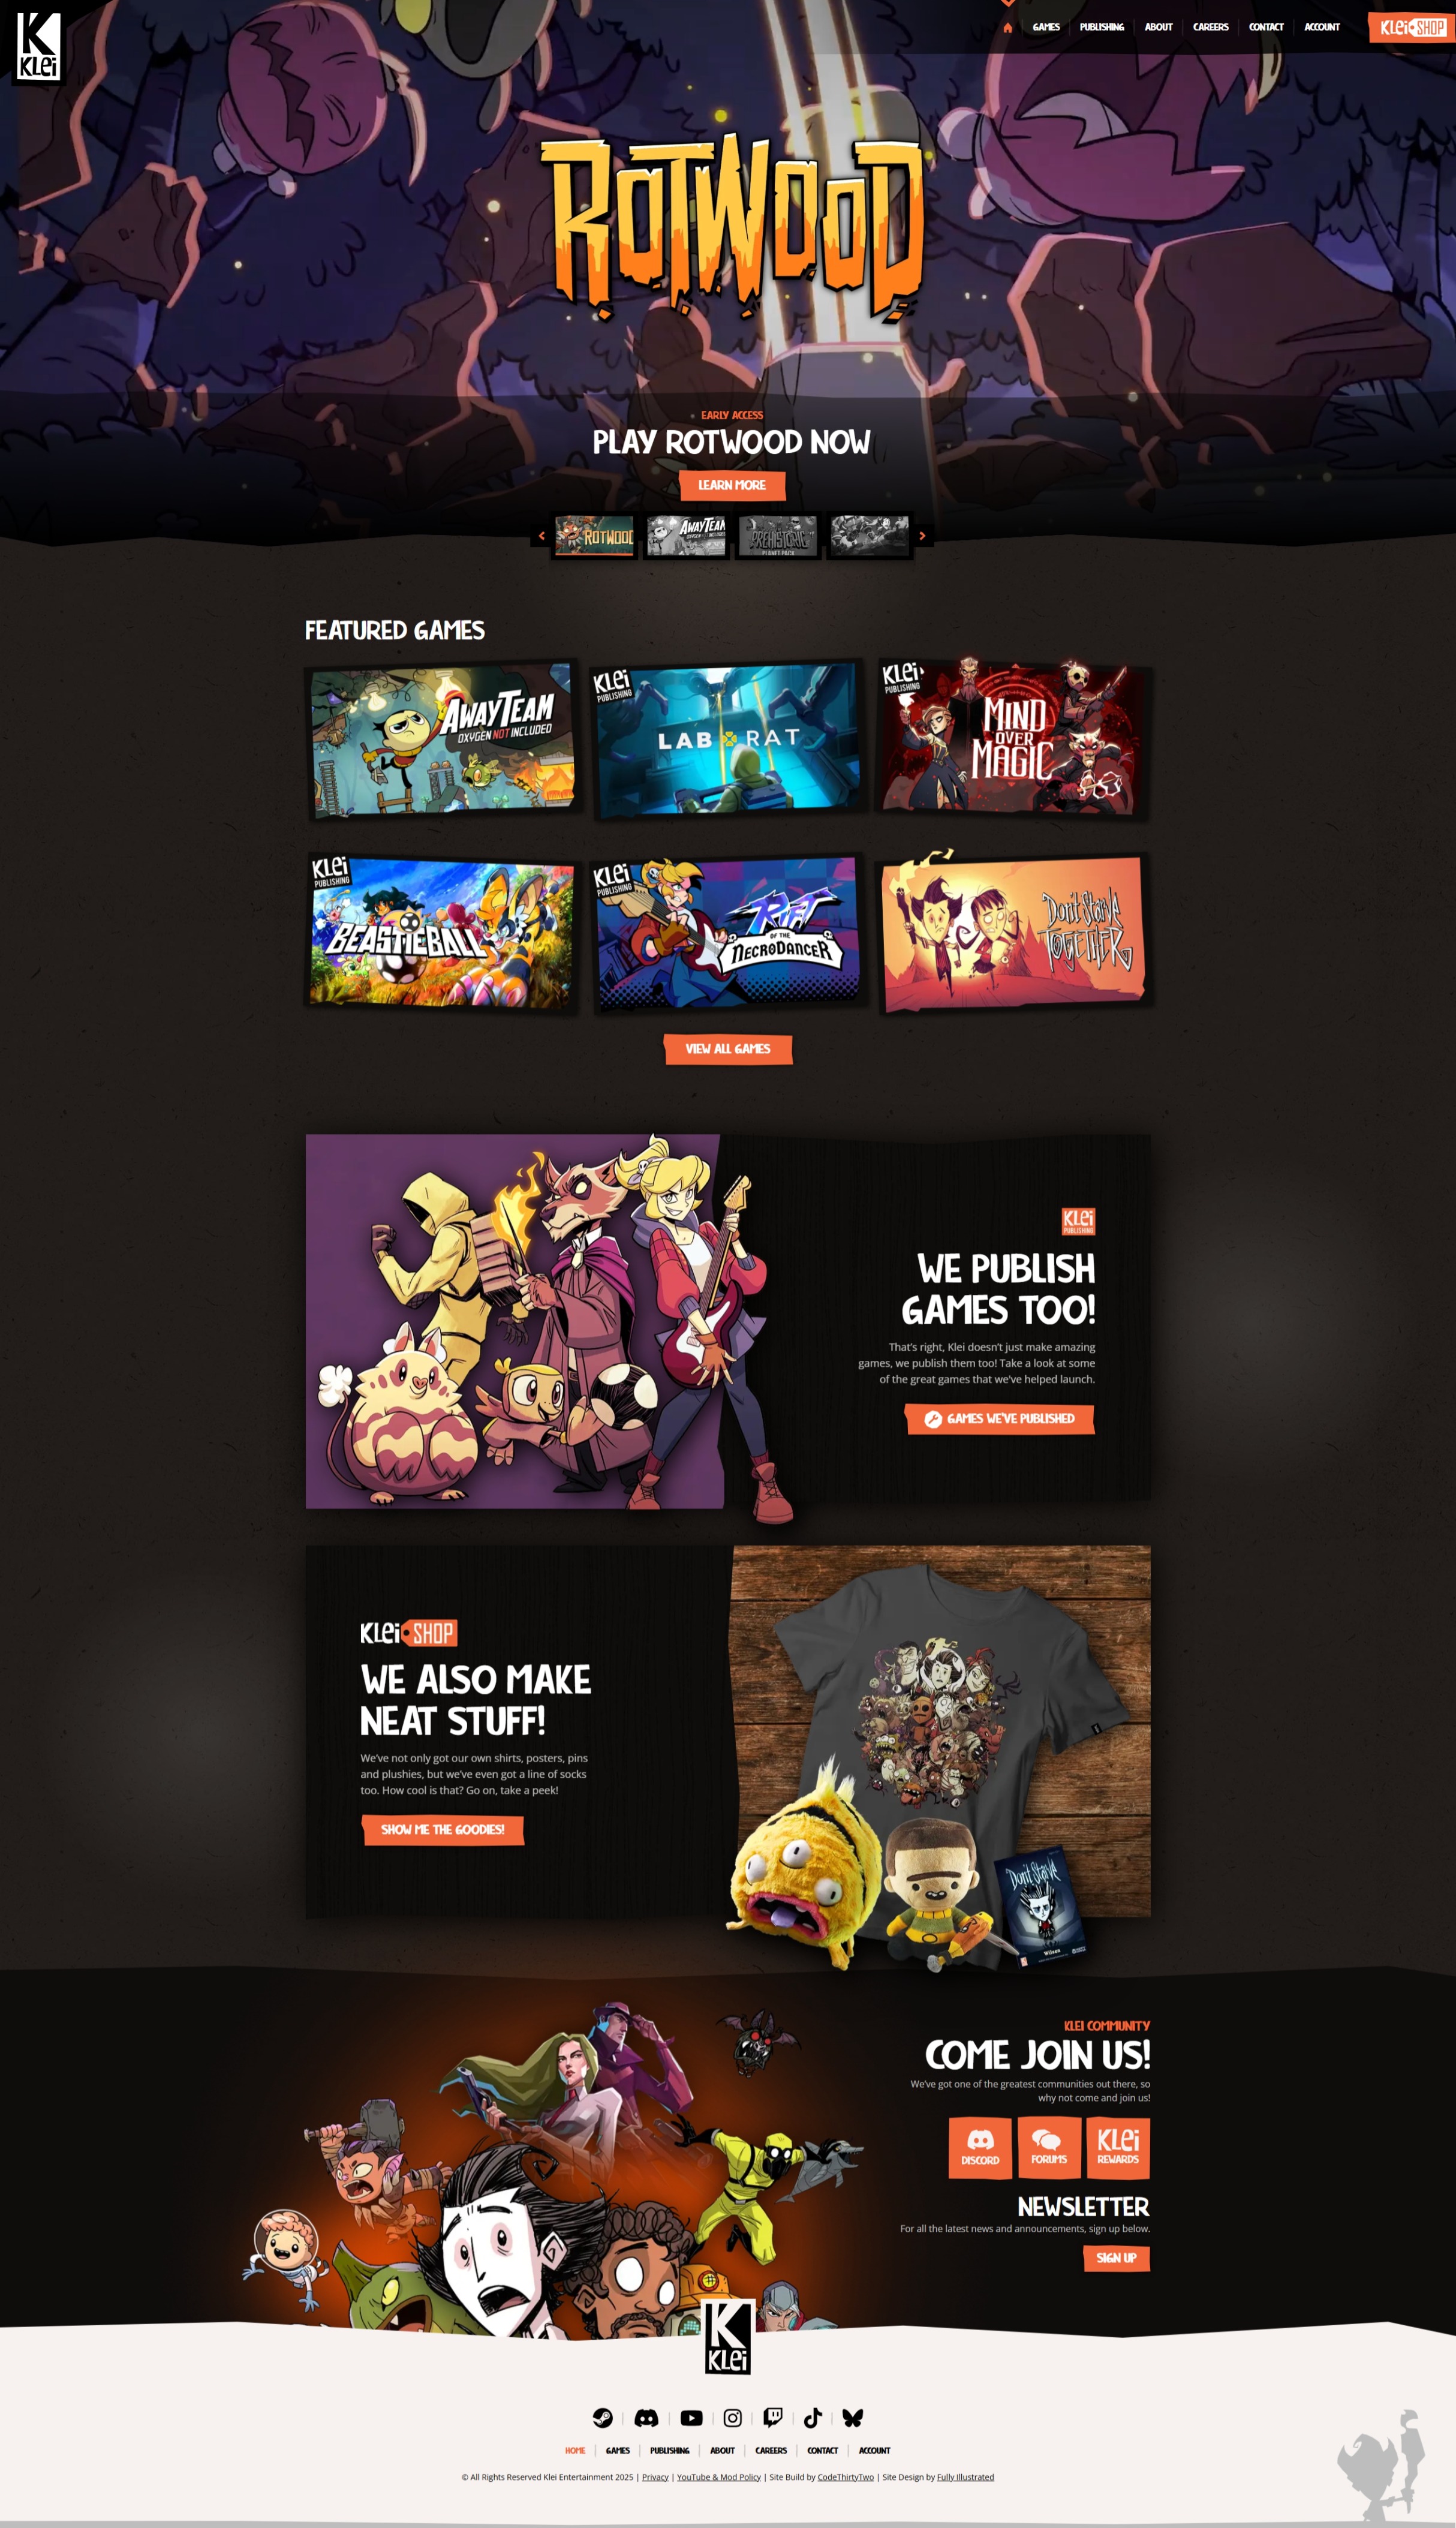 K
KLei
GAMES
PUBLISHING
ABOUT
CAREERS
CONTACT
ACCOUNT
KLei SHOP
ROTWOOD
EARLY ACCESS
PLAY ROTWOOD NOW
LEARN MORE
ROTWOOD
AWAYTEAM
PREHISTORIC
PLANET PACK
FEATURED GAMES
AWAYTEAM
OXYGEN NOT INCLUDED
KLei
PUBLISHING
LAB RAT
KLei
PUBLISHING
MIND
OVER
MAGIC
KLei
PUBLISHING
BEASTIEBALL
KLei
PUBLISHING
RIFT
OF THE
NECRODANCER
Don't Starve
TOGETHER
VIEW ALL GAMES
KLei
PUBLISHING
WE PUBLISH
GAMES TOO!
That's right, Klei doesn't just make amazing
games, we publish them too! Take a look at some
of the great games that we've helped launch.
GAMES WE'VE PUBLISHED
KLei SHOP
WE ALSO MAKE
NEAT STUFF!
We've not only got our own shirts, posters, pins
and plushies, but we've even got a line of socks
too. How cool is that? Go on, take a peek!
SHOW ME THE GOODIES!
Don't Starve
Wilson
KLEI COMMUNITY
COME JOIN US!
We've got one of the greatest communities out there, so
why not come and join us!
DISCORD
FORUMS
KLei
REWARDS
NEWSLETTER
For all the latest news and announcements, sign up below.
SIGN UP
K
KLei
HOME
GAMES
PUBLISHING
ABOUT
CAREERS
CONTACT
ACCOUNT
© All Rights Reserved Klei Entertainment 2025 | Privacy | YouTube & Mod Policy | Site Build by CodeThirtyTwo | Site Design by Fully Illustrated